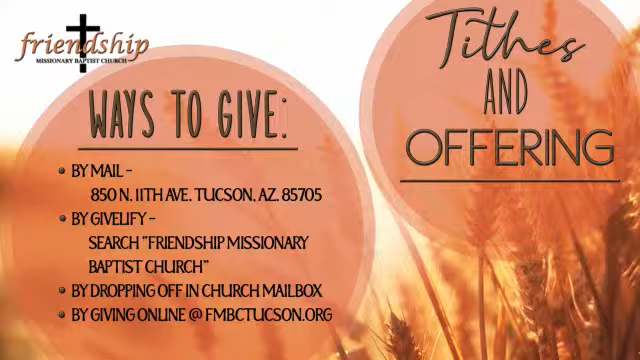 friendship
MISSIONARY BAPTIST CHURCH
Tithes
AND
OFFERING
WAYS TO GIVE:
• BY MAIL -
850 N. 11TH AVE. TUCSON, AZ. 85705
• BY GIVELIFY -
SEARCH "FRIENDSHIP MISSIONARY
BAPTIST CHURCH"
• BY DROPPING OFF IN CHURCH MAILBOX
• BY GIVING ONLINE @ FMBCTUCSON.ORG